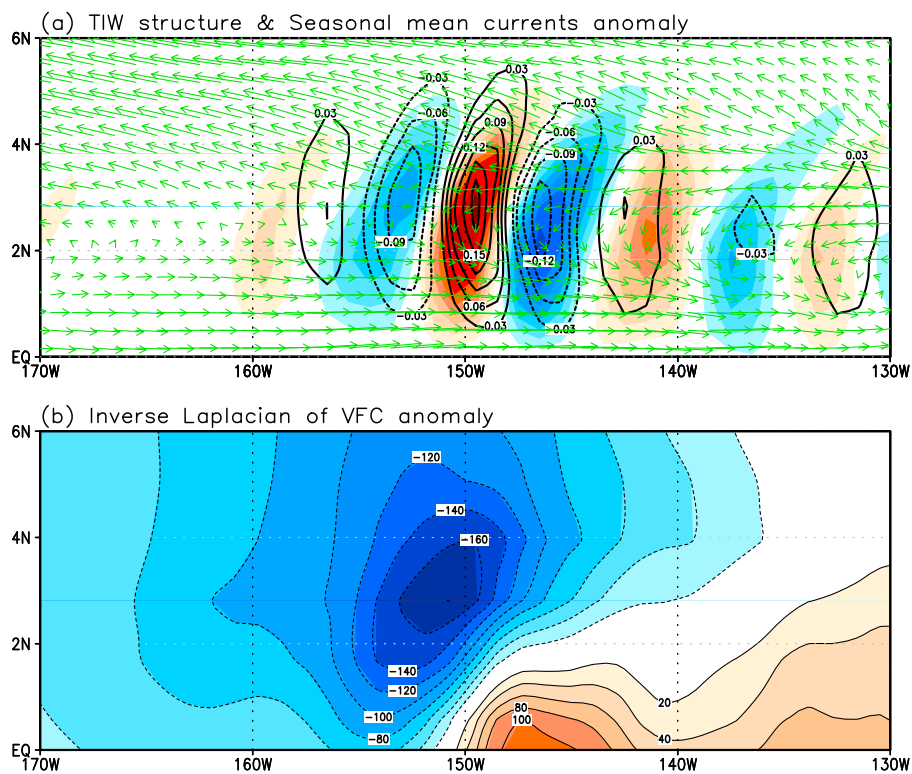 (a) TIW structure & Seasonal mean currents anomaly
6N
4N
2N
EQ
170W 160W 150W 140W 130W
0.03 -0.03 0.03 -0.03 0.03 0.03
-0.06 0.09 -0.06
0.12 -0.09
-0.09 0.15 -0.12 -0.03
-0.03 0.06
0.03 0.03
(b) Inverse Laplacian of VFC anomaly
6N
4N
2N
EQ
170W 160W 150W 140W 130W
-120
-140
-160
-140
-120
-100
-80
80
100
20
40